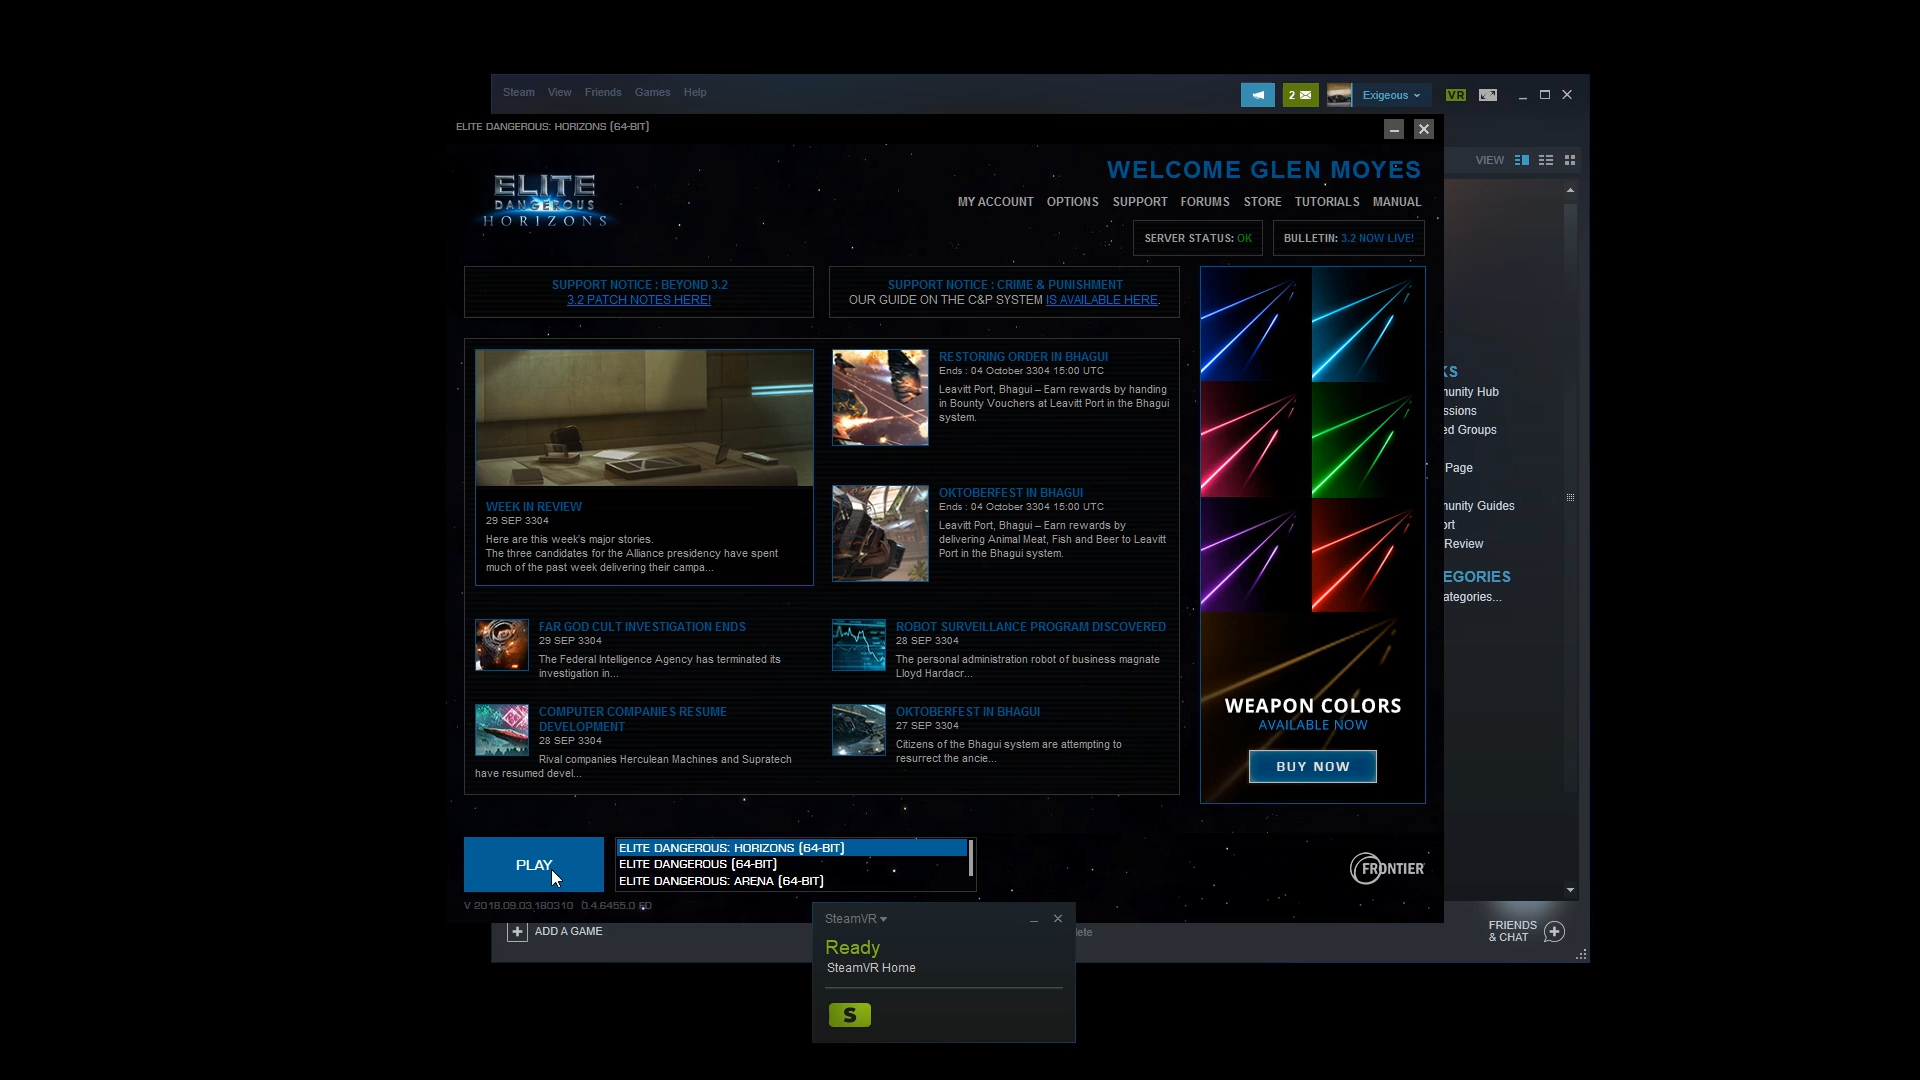 Steam View Friends Games Help
2
Exigeous
VR
ELITE DANGEROUS: HORIZONS (64-BIT)
VIEW
ELITE
DANGEROUS
HORIZONS
WELCOME GLEN MOYES
MY ACCOUNT OPTIONS SUPPORT FORUMS STORE TUTORIALS MANUAL
SERVER STATUS: OK
BULLETIN: 3.2 NOW LIVE!
SUPPORT NOTICE : BEYOND 3.2
3.2 PATCH NOTES HERE!
SUPPORT NOTICE : CRIME & PUNISHMENT
OUR GUIDE ON THE C&P SYSTEM IS AVAILABLE HERE.
WEEK IN REVIEW
29 SEP 3304
Here are this week's major stories.
The three candidates for the Alliance presidency have spent
much of the past week delivering their campa...
RESTORING ORDER IN BHAGUI
Ends : 04 October 3304 15:00 UTC
Leavitt Port, Bhagui – Earn rewards by handing
in Bounty Vouchers at Leavitt Port in the Bhagui
system.
OKTOBERFEST IN BHAGUI
Ends : 04 October 3304 15:00 UTC
Leavitt Port, Bhagui – Earn rewards by
delivering Animal Meat, Fish and Beer to Leavitt
Port in the Bhagui system.
FAR GOD CULT INVESTIGATION ENDS
29 SEP 3304
The Federal Intelligence Agency has terminated its
investigation in...
ROBOT SURVEILLANCE PROGRAM DISCOVERED
28 SEP 3304
The personal administration robot of business magnate
Lloyd Hardacr...
COMPUTER COMPANIES RESUME
DEVELOPMENT
28 SEP 3304
Rival companies Herculean Machines and Supratech
have resumed devel...
OKTOBERFEST IN BHAGUI
27 SEP 3304
Citizens of the Bhagui system are attempting to
resurrect the ancie...
WEAPON COLORS
AVAILABLE NOW
BUY NOW
KS
nunity Hub
ssions
ed Groups
Page
nunity Guides
ort
Review
EGORIES
ategories...
PLAY
ELITE DANGEROUS: HORIZONS (64-BIT)
ELITE DANGEROUS (64-BIT)
ELITE DANGEROUS: ARENA (64-BIT)
FRONTIER
V 2018.09.03.180310 0.4.6455.0 ED
ADD A GAME
lete
FRIENDS
& CHAT
SteamVR
Ready
SteamVR Home
S